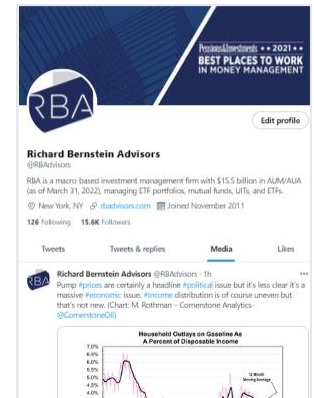 Pensions&Investments •• 2021 ••
BEST PLACES TO WORK
IN MONEY MANAGEMENT
RBA
Edit profile
Richard Bernstein Advisors
@RBAdvisors
RBA is a macro-based investment management firm with $15.5 billion in AUM/AUA
(as of March 31, 2022), managing ETF portfolios, mutual funds, UITs, and ETFs.
New York, NY rbadvisors.com Joined November 2011
126 Following 15.6K Followers
Tweets Tweets & replies Media Likes
RBA Richard Bernstein Advisors @RBAdvisors · 1h ...
Pump #prices are certainly a headline #political issue but it's less clear it's a
massive #economic issue. #Income distribution is of course uneven but
that's not new. (Chart: M. Rothman - Cornerstone Analytics-
@CornerstoneOil)
Household Outlays on Gasoline As
A Percent of Disposable Income
7.0%
6.5%
6.0%
5.5%
5.0%
4.5%
4.0%
12 Month
Moving Average